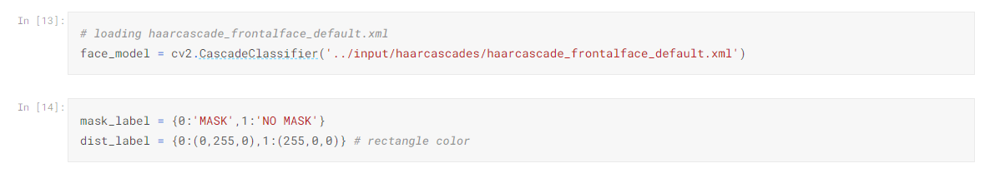 In [13]:
# loading haarcascade_frontalface_default.xml
face_model = cv2.CascadeClassifier('../input/haarcascades/haarcascade_frontalface_default.xml')
In [14]:
mask_label = {0:'MASK',1:'NO MASK'}
dist_label = {0:(0,255,0),1:(255,0,0)} # rectangle color